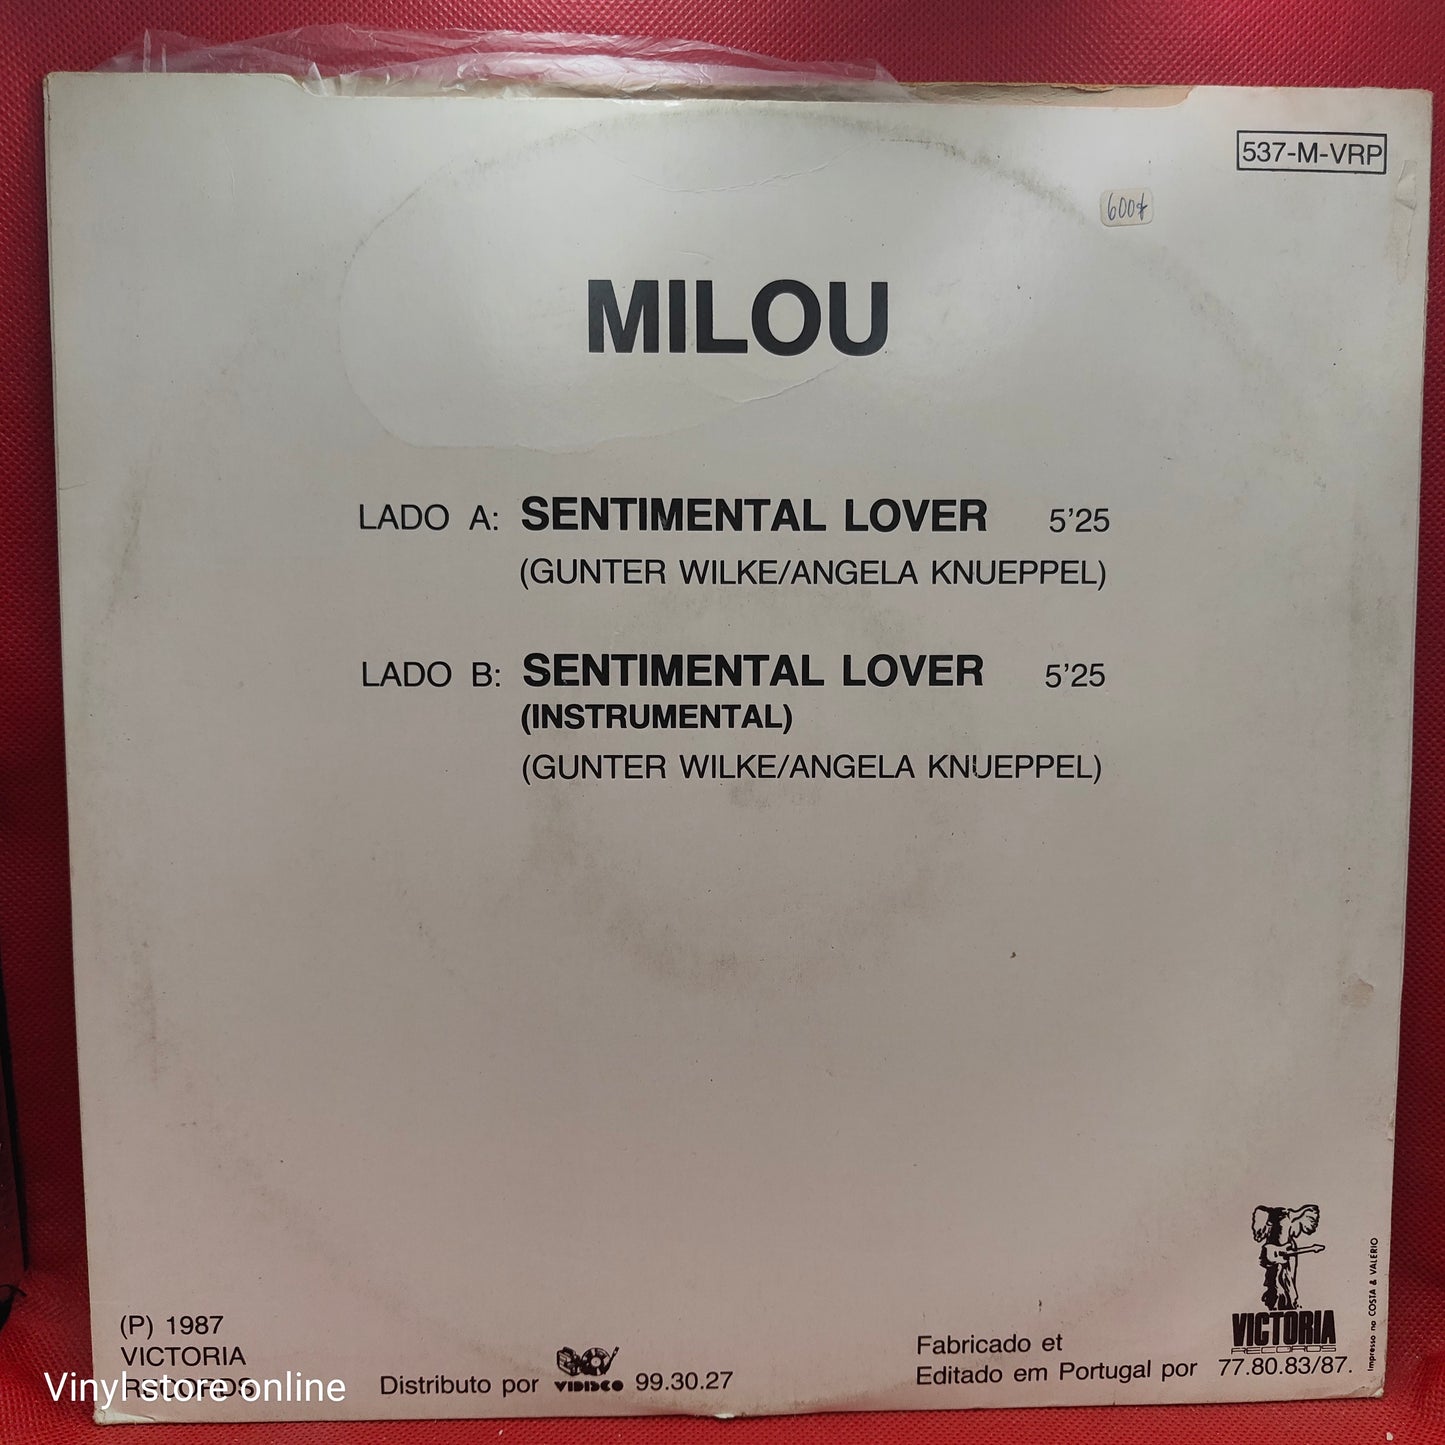 537-M-VRP
600$
MILOU
LADO A: SENTIMENTAL LOVER 5'25
(GUNTER WILKE/ANGELA KNUEPPEL)
LADO B: SENTIMENTAL LOVER 5'25
(INSTRUMENTAL)
(GUNTER WILKE/ANGELA KNUEPPEL)
(P) 1987
VICTORIA
RECORDS
Vinyl store online
Distributo por VIDISCO 99.30.27
Fabricado et
Editado em Portugal por
VICTORIA
RECORDS
77.80.83/87.
Impresso na COSTA & VALÉRIO